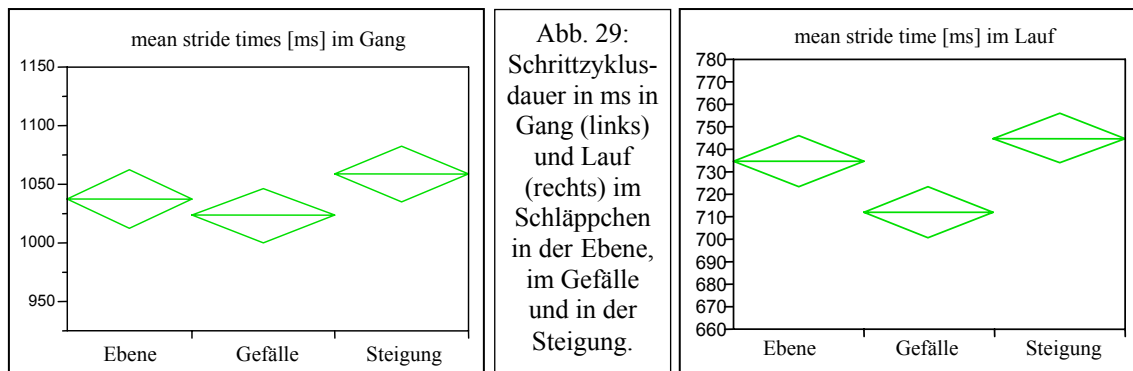 mean stride times [ms] im Gang
1150
1100
1050
1000
950
Ebene Gefälle Steigung
Abb. 29:
Schrittzyklus-
dauer in ms in
Gang (links)
und Lauf
(rechts) im
Schläppchen
in der Ebene,
im Gefälle
und in der
Steigung.
mean stride time [ms] im Lauf
780
770
760
750
740
730
720
710
700
690
680
670
660
Ebene Gefälle Steigung